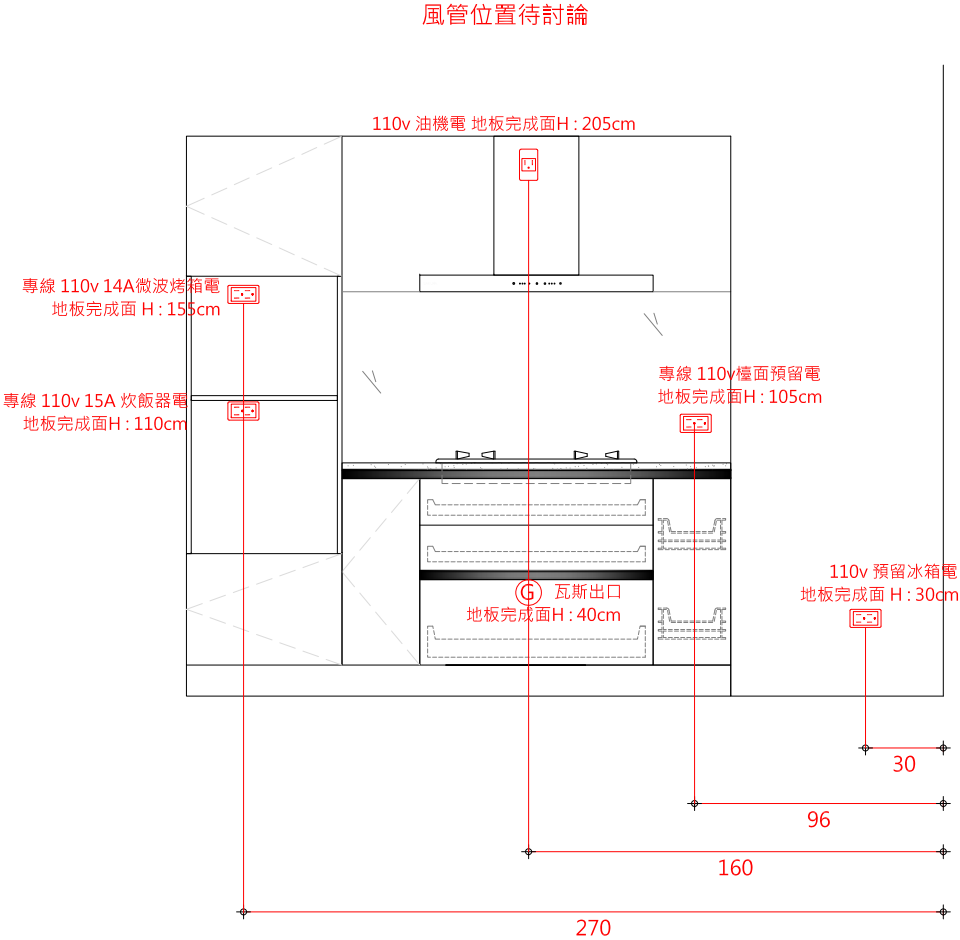 風管位置待討論
110v 油機電 地板完成面H : 205cm
專線 110v 14A微波烤箱電
地板完成面 H : 155cm
專線 110v檯面預留電
地板完成面H : 105cm
專線 110v 15A 炊飯器電
地板完成面H : 110cm
110v 預留冰箱電
地板完成面 H : 30cm
G 瓦斯出口
地板完成面H : 40cm
30
96
160
270